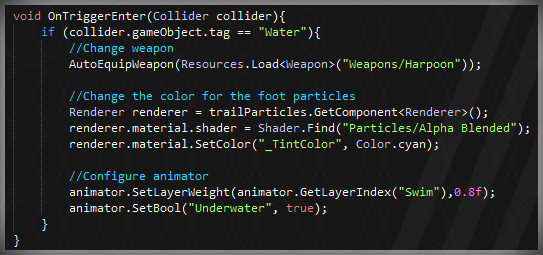 void OnTriggerEnter(Collider collider){
if (collider.gameObject.tag == "Water"){
//Change weapon
AutoEquipWeapon(Resources.Load<Weapon>("Weapons/Harpoon"));
//Change the color for the foot particles
Renderer renderer = trailParticles.GetComponent<Renderer>();
renderer.material.shader = Shader.Find("Particles/Alpha Blended");
renderer.material.SetColor("_TintColor", Color.cyan);
//Configure animator
animator.SetLayerWeight(animator.GetLayerIndex("Swim"),0.8f);
animator.SetBool("Underwater", true);
}
}